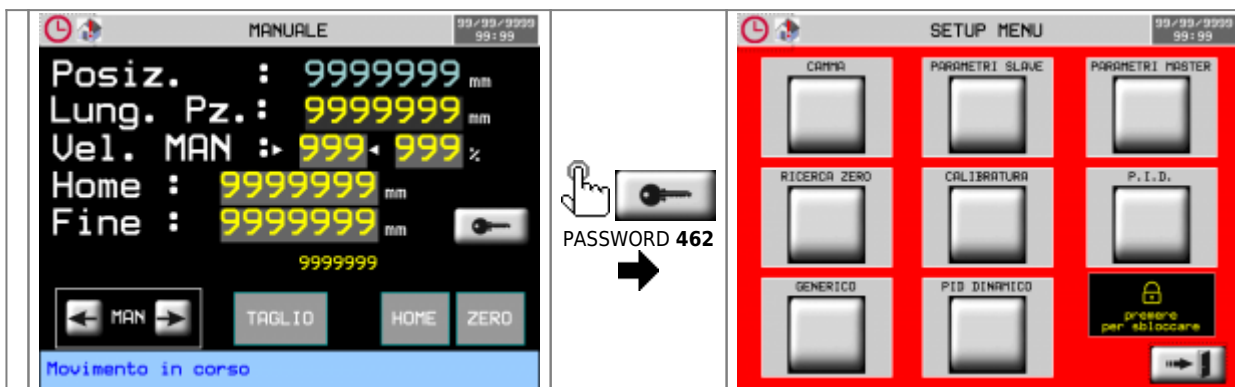 MANUALE
99/99/9999
99:99
Posiz. : 9999999 mm
Lung. Pz.: 9999999 mm
Vel. MAN : 999 999 %
Home : 9999999 mm
Fine : 9999999 mm
9999999
MAN
TAGLIO
HOME
ZERO
Movimento in corso
PASSWORD 462
SETUP MENU
99/99/9999
99:99
CAMMA
PARAMETRI SLAVE
PARAMETRI MASTER
RICERCA ZERO
CALIBRATURA
P.I.D.
GENERICO
PID DINAMICO
premere
per sbloccare